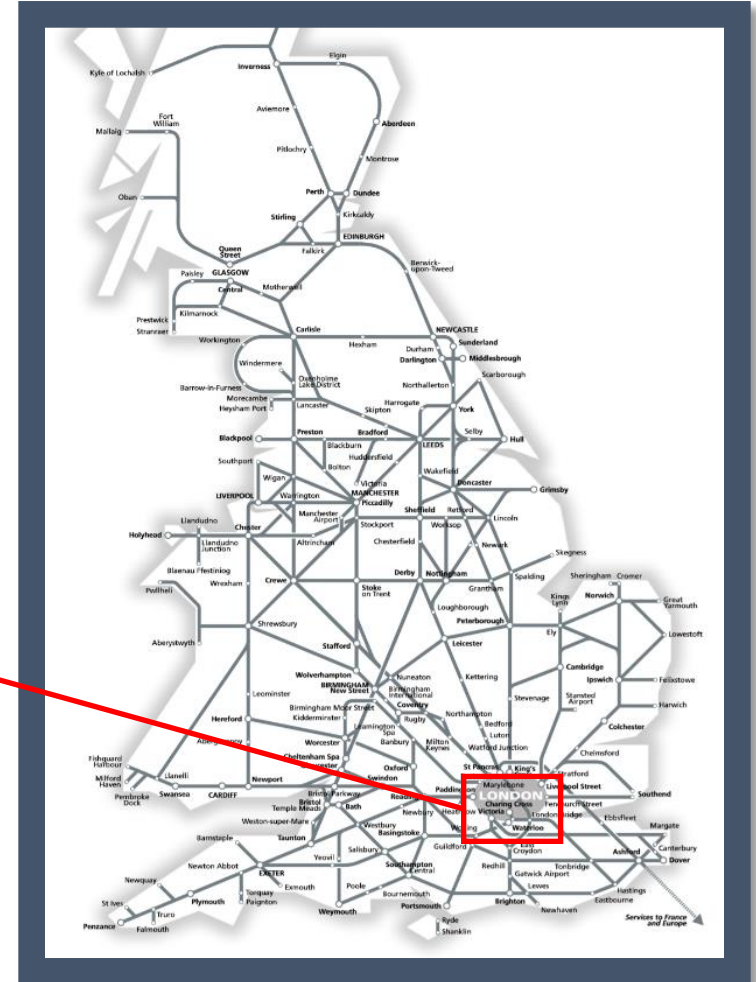 Elgin
Inverness
Kyle of Lochalsh
Aviemore
Fort
William
Mallaig
Aberdeen
Pitlochry
Montrose
Oban
Perth
Dundee
Stirling
Kirkcaldy
EDINBURGH
Queen
Street
Falkirk
Berwick-
upon-Tweed
Paisley
GLASGOW
Central
Motherwell
Prestwick
Kilmarnock
Stranraer
Carlisle
NEWCASTLE
Workington
Hexham
Sunderland
Durham
Darlington
Middlesbrough
Windermere
Scarborough
Oxenholme
Lake District
Barrow-in-Furness
Northallerton
Morecambe
Heysham Port
Lancaster
Harrogate
Skipton
York
Blackpool
Preston
Bradford
Selby
Blackburn
LEEDS
Hull
Southport
Huddersfield
Bolton
Wigan
Victoria
Wakefield
LIVERPOOL
Warrington
MANCHESTER
Piccadilly
Doncaster
Grimsby
Manchester
Airport
Sheffield
Retford
Llandudno
Chester
Stockport
Worksop
Lincoln
Holyhead
Llandudno
Junction
Altrincham
Chesterfield
Newark
Skegness
Blaenau Ffestiniog
Wrexham
Crewe
Stoke
on Trent
Derby
Nottingham
Grantham
Spalding
Sheringham
Cromer
Pwllheli
Kings
Lynn
Norwich
Great
Yarmouth
Loughborough
Peterborough
Shrewsbury
Ely
Lowestoft
Aberystwyth
Stafford
Leicester
Wolverhampton
Nuneaton
Cambridge
BIRMINGHAM
New Street
Birmingham
International
Kettering
Ipswich
Felixstowe
Leominster
Birmingham Moor Street
Coventry
Stevenage
Stansted
Airport
Harwich
Kidderminster
Rugby
Northampton
Hereford
Leamington
Spa
Bedford
Colchester
Abergavenny
Worcester
Banbury
Milton
Keynes
Luton
Chelmsford
Cheltenham Spa
Watford Junction
Fishguard
Harbour
Gloucester
Oxford
St Pancras
King's
Stratford
Milford
Haven
Llanelli
Newport
Swindon
Paddington
Marylebone
Liverpool Street
Pembroke
Dock
Swansea
CARDIFF
Bristol Parkway
Reading
LONDON
Southend
Bristol
Temple Meads
Bath
Newbury
Heathrow
Victoria
Charing Cross
Fenchurch Street
London Bridge
Ebbsfleet
Weston-super-Mare
Westbury
Woking
Waterloo
Margate
Barnstaple
Taunton
Basingstoke
East
Croydon
Canterbury
Salisbury
Guildford
Ashford
Dover
Newton Abbot
Yeovil
Southampton
Central
Redhill
Tonbridge
Gatwick Airport
Newquay
EXETER
Exmouth
Poole
Lewes
Hastings
St Ives
Plymouth
Torquay
Paignton
Bournemouth
Eastbourne
Truro
Weymouth
Portsmouth
Brighton
Newhaven
Penzance
Falmouth
Ryde
Shanklin
Services to France
and Europe